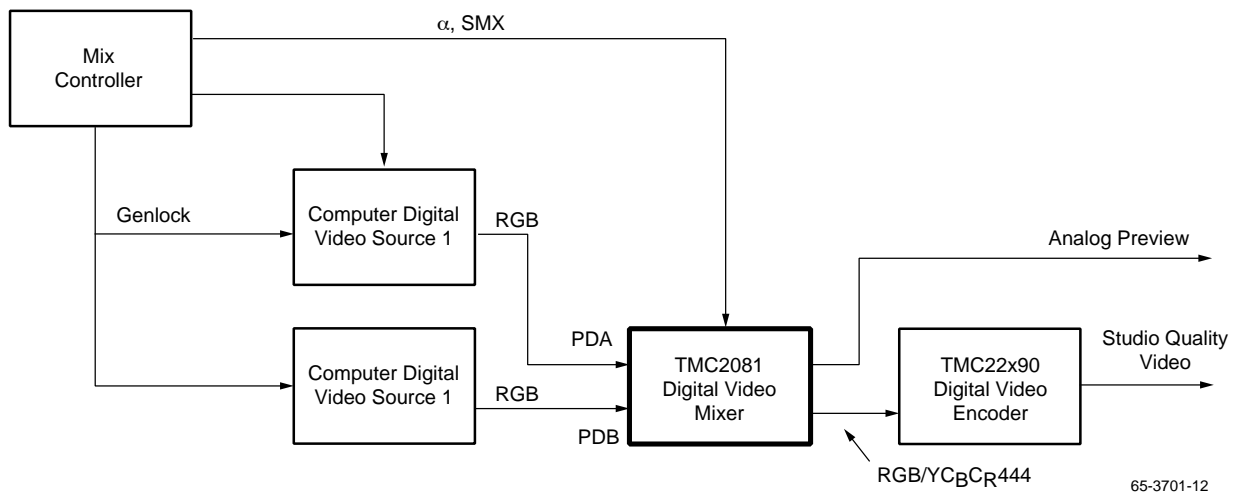 α, SMX
Mix
Controller
Genlock
Computer Digital
Video Source 1
RGB
Analog Preview
PDA
Computer Digital
Video Source 1
RGB
PDB
TMC2081
Digital Video
Mixer
TMC22x90
Digital Video
Encoder
Studio Quality
Video
RGB/YCBCR444
65-3701-12